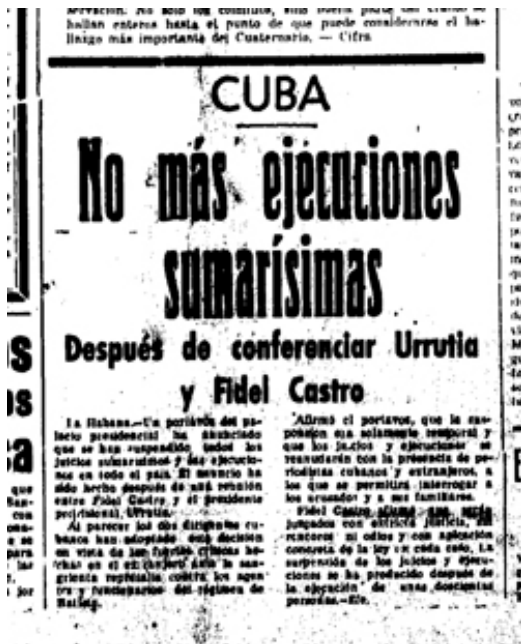 hallan enteros hasta el punto de que puede considerarse el ha-
llazgo más importante del Cuaternario. — Cifra
CUBA
No más ejecuciones
sumarísimas
Después de conferenciar Urrutia
y Fidel Castro
La Habana.—Un portavoz del pa-
lacio presidencial ha anunciado
que se han suspendido todos los
juicios sumarísimos y las ejecucio-
nes en todo el país. El anuncio ha
sido hecho después de una reunión
entre Fidel Castro y el presidente
provisional, Urrutia.
Al parecer los dos dirigentes cu-
banos han adoptado esta decisión
en vista de las fuertes críticas he-
chas en el extranjero ante la san-
grienta represalia contra los agen
tes y funcionarios del régimen de
Batista.
Afirmó el portavoz, que la sus-
pensión era solamente temporal y
que los juicios y ejecuciones se
reanudarán con la presencia de pe-
riodistas cubanos y extranjeros, a
los que se permitirá interrogar a
los acusados y a sus familiares.
Fidel Castro afirmó que serán
juzgados con estricta justicia, sin
rencores ni odios y con aplicación
concreta de la ley en cada caso. La
suspensión de los juicios y ejecu-
ciones se ha producido después de
la ejecución de unas doscientas
personas.—Efe.